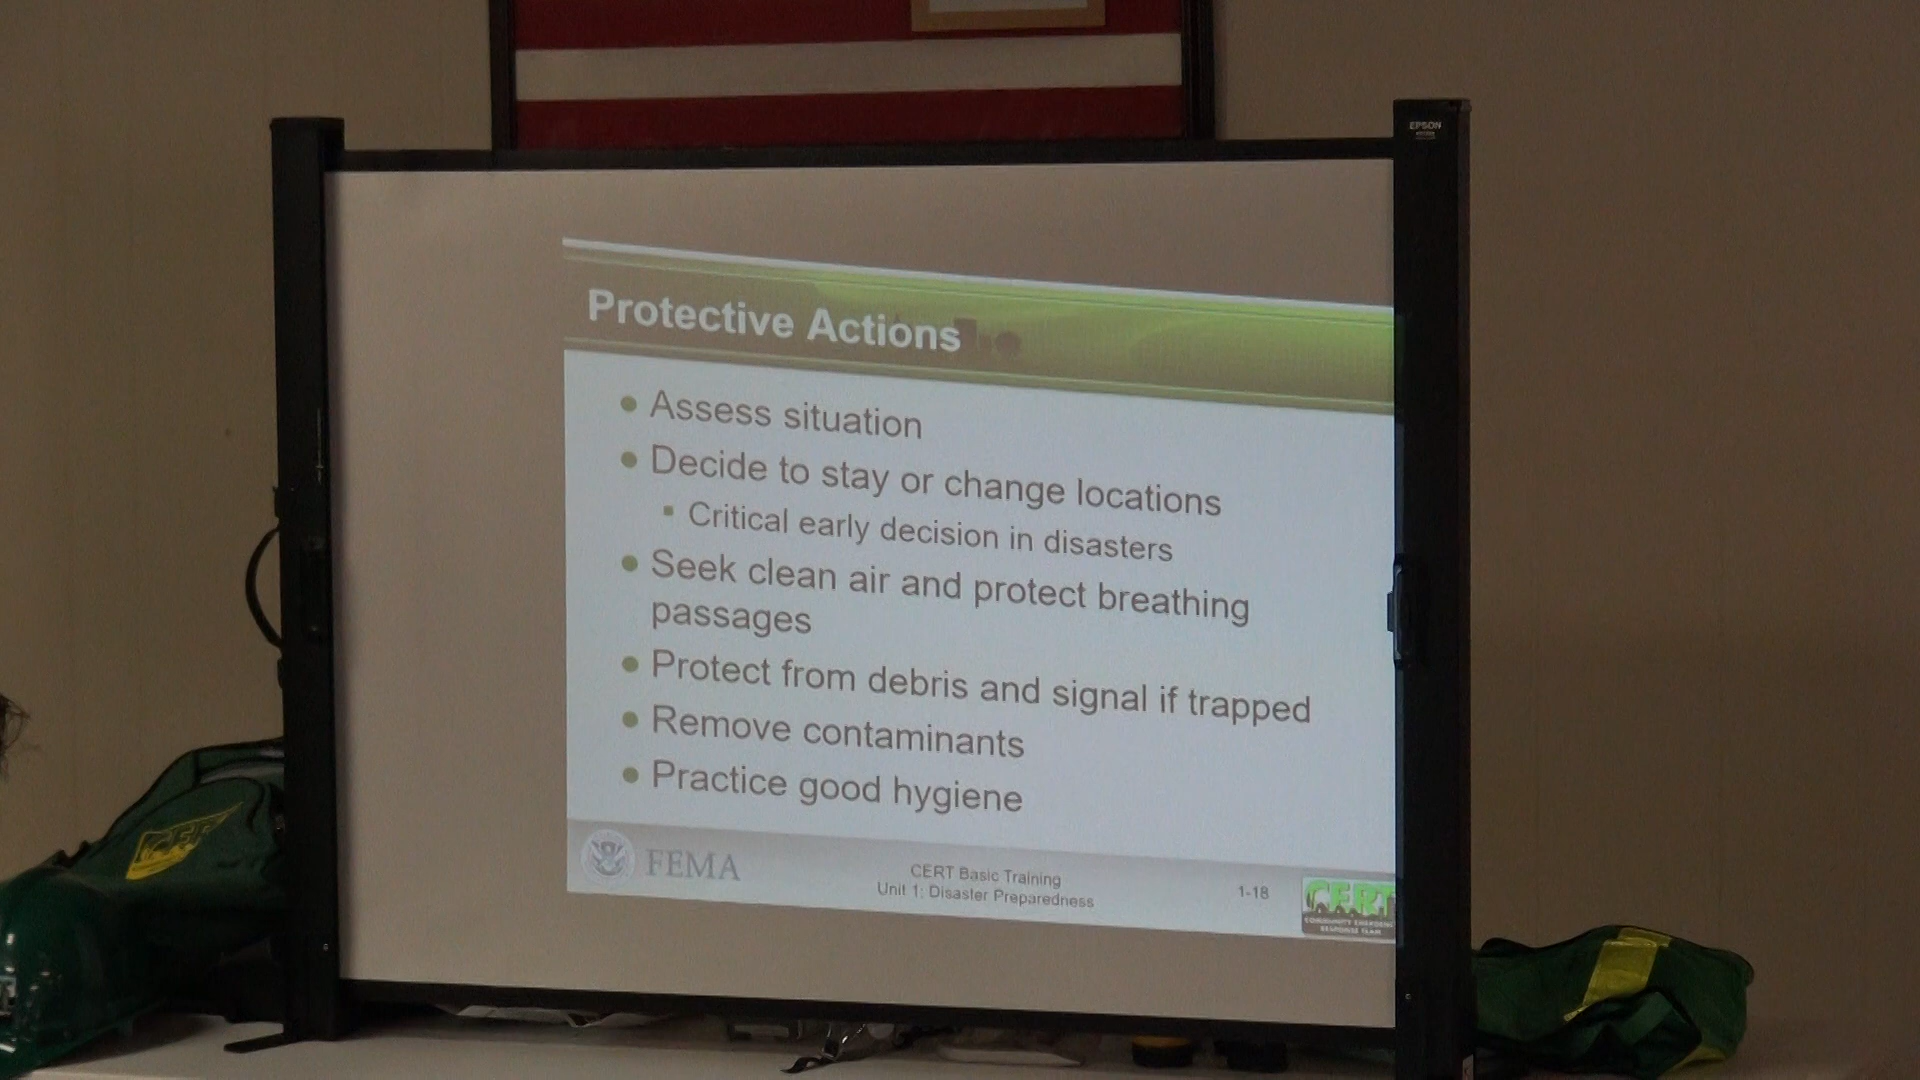 EPSON
Protective Actions
• Assess situation
• Decide to stay or change locations
▪ Critical early decision in disasters
• Seek clean air and protect breathing
passages
• Protect from debris and signal if trapped
• Remove contaminants
• Practice good hygiene
FEMA
CERT Basic Training
Unit 1: Disaster Preparedness
1-18
CERT
RESPONSE TEAM